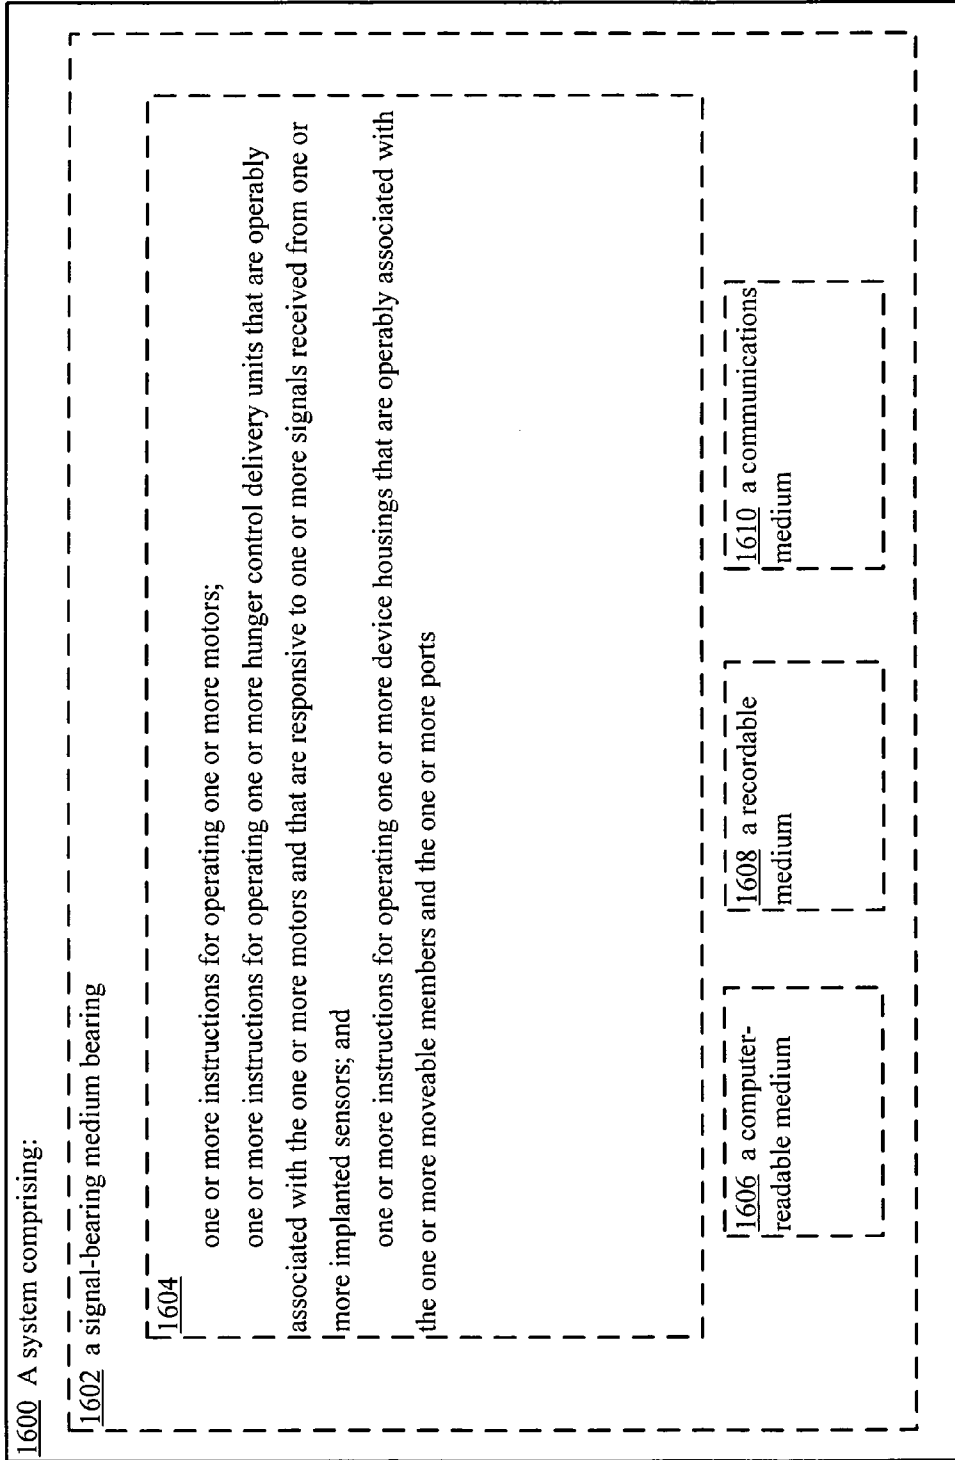 1600 A system comprising:
1602 a signal-bearing medium bearing
1604
one or more instructions for operating one or more motors;
one or more instructions for operating one or more hunger control delivery units that are operably
associated with the one or more motors and that are responsive to one or more signals received from one or
more implanted sensors; and
one or more instructions for operating one or more device housings that are operably associated with
the one or more moveable members and the one or more ports
1606 a computer-
readable medium
1608 a recordable
medium
1610 a communications
medium